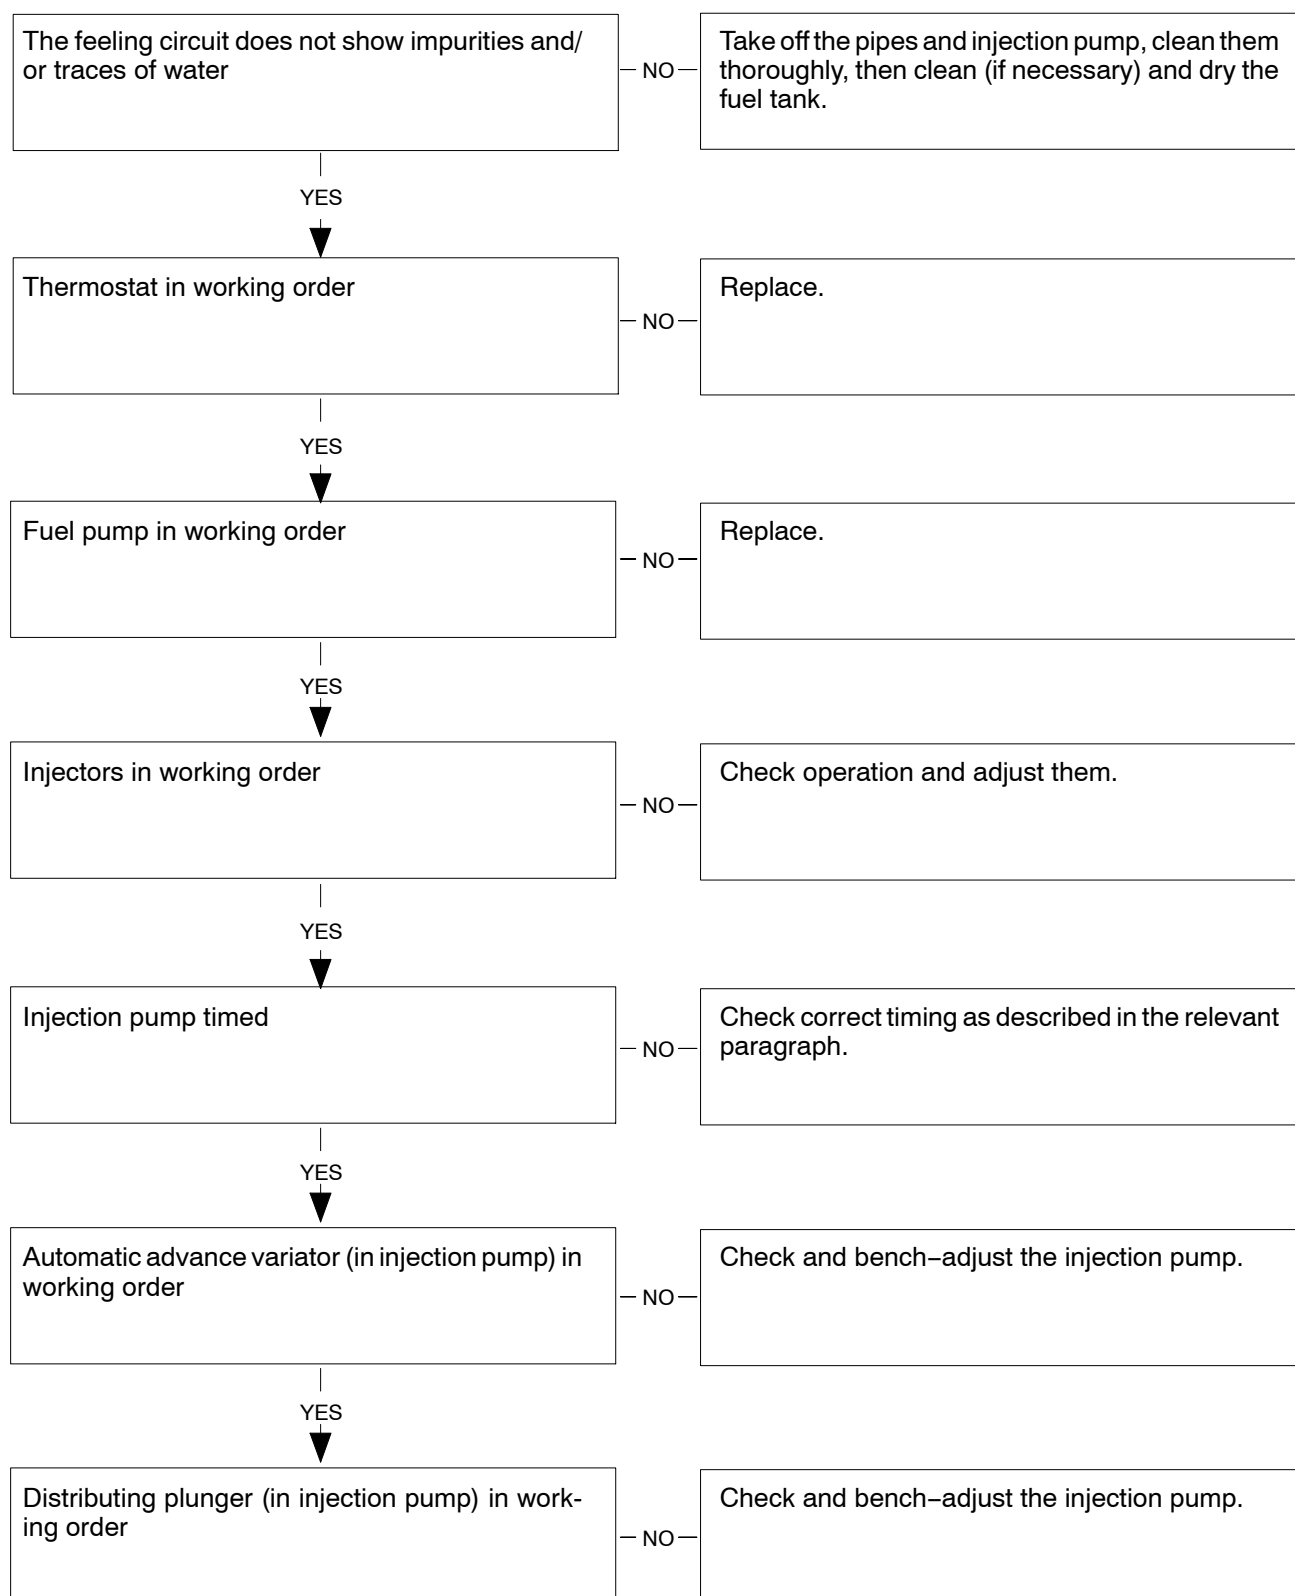 The feeling circuit does not show impurities and/
or traces of water
NO
Take off the pipes and injection pump, clean them
thoroughly, then clean (if necessary) and dry the
fuel tank.
YES
Thermostat in working order
NO
Replace.
YES
Fuel pump in working order
NO
Replace.
YES
Injectors in working order
NO
Check operation and adjust them.
YES
Injection pump timed
NO
Check correct timing as described in the relevant
paragraph.
YES
Automatic advance variator (in injection pump) in
working order
NO
Check and bench–adjust the injection pump.
YES
Distributing plunger (in injection pump) in work-
ing order
NO
Check and bench–adjust the injection pump.